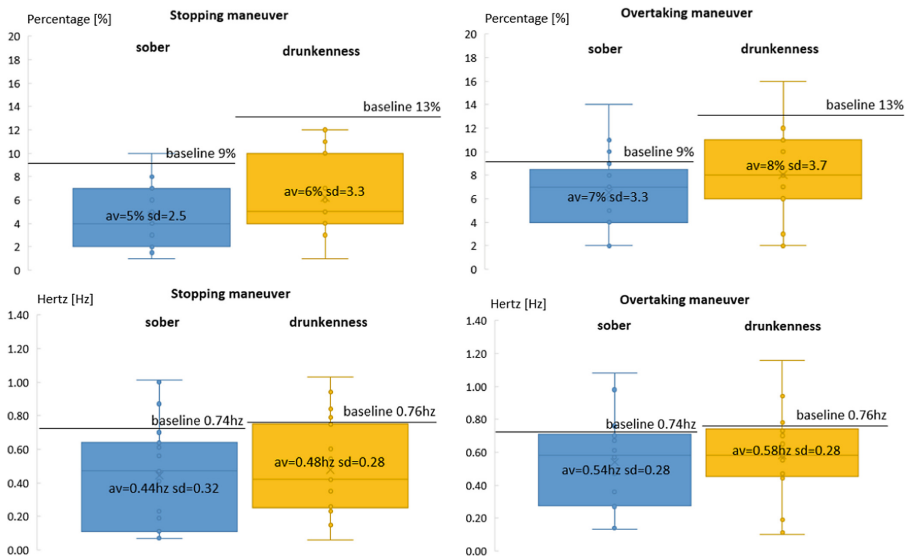 Percentage [%] Stopping maneuver
sober drunkenness
20
18
16
14
12
10
8
6
4
2
0
baseline 13%
baseline 9%
av=5% sd=2.5
av=6% sd=3.3
Percentage [%] Overtaking maneuver
sober drunkenness
20
18
16
14
12
10
8
6
4
2
0
baseline 13%
baseline 9%
av=7% sd=3.3
av=8% sd=3.7
Hertz [Hz] Stopping maneuver
sober drunkenness
1.40
1.20
1.00
0.80
0.60
0.40
0.20
0.00
baseline 0.74hz
baseline 0.76hz
av=0.44hz sd=0.32
av=0.48hz sd=0.28
Hertz [Hz] Overtaking maneuver
sober drunkenness
1.40
1.20
1.00
0.80
0.60
0.40
0.20
0.00
baseline 0.74hz
baseline 0.76hz
av=0.54hz sd=0.28
av=0.58hz sd=0.28